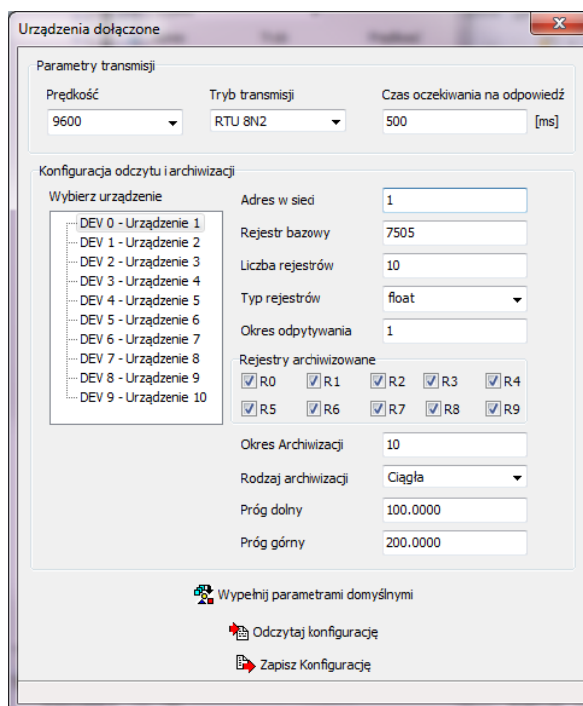 Urządzenia dołączone
Parametry transmisji
Prędkość Tryb transmisji Czas oczekiwania na odpowiedź
9600 RTU 8N2 500 [ms]
Konfiguracja odczytu i archiwizacji
Wybierz urządzenie
DEV 0 - Urządzenie 1
DEV 1 - Urządzenie 2
DEV 2 - Urządzenie 3
DEV 3 - Urządzenie 4
DEV 4 - Urządzenie 5
DEV 5 - Urządzenie 6
DEV 6 - Urządzenie 7
DEV 7 - Urządzenie 8
DEV 8 - Urządzenie 9
DEV 9 - Urządzenie 10
Adres w sieci 1
Rejestr bazowy 7505
Liczba rejestrów 10
Typ rejestrów float
Okres odpytywania 1
Rejestry archiwizowane
R0 R1 R2 R3 R4
R5 R6 R7 R8 R9
Okres Archiwizacji 10
Rodzaj archiwizacji Ciągła
Próg dolny 100.0000
Próg górny 200.0000
Wypełnij parametrami domyślnymi
Odczytaj konfigurację
Zapisz Konfigurację